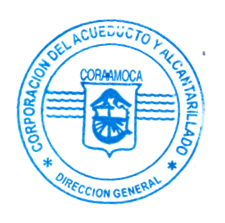 CORPORACION DEL ACUEDUCTO Y ALCANTARILLADO
CORAAMOCA
* DIRECCION GENERAL *